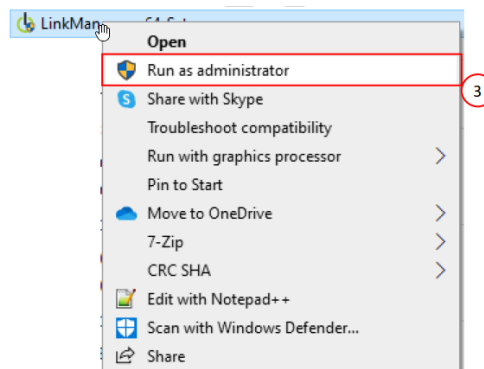 LinkMan
Open
Run as administrator
3
Share with Skype
Troubleshoot compatibility
Run with graphics processor
Pin to Start
Move to OneDrive
7-Zip
CRC SHA
Edit with Notepad++
Scan with Windows Defender...
Share